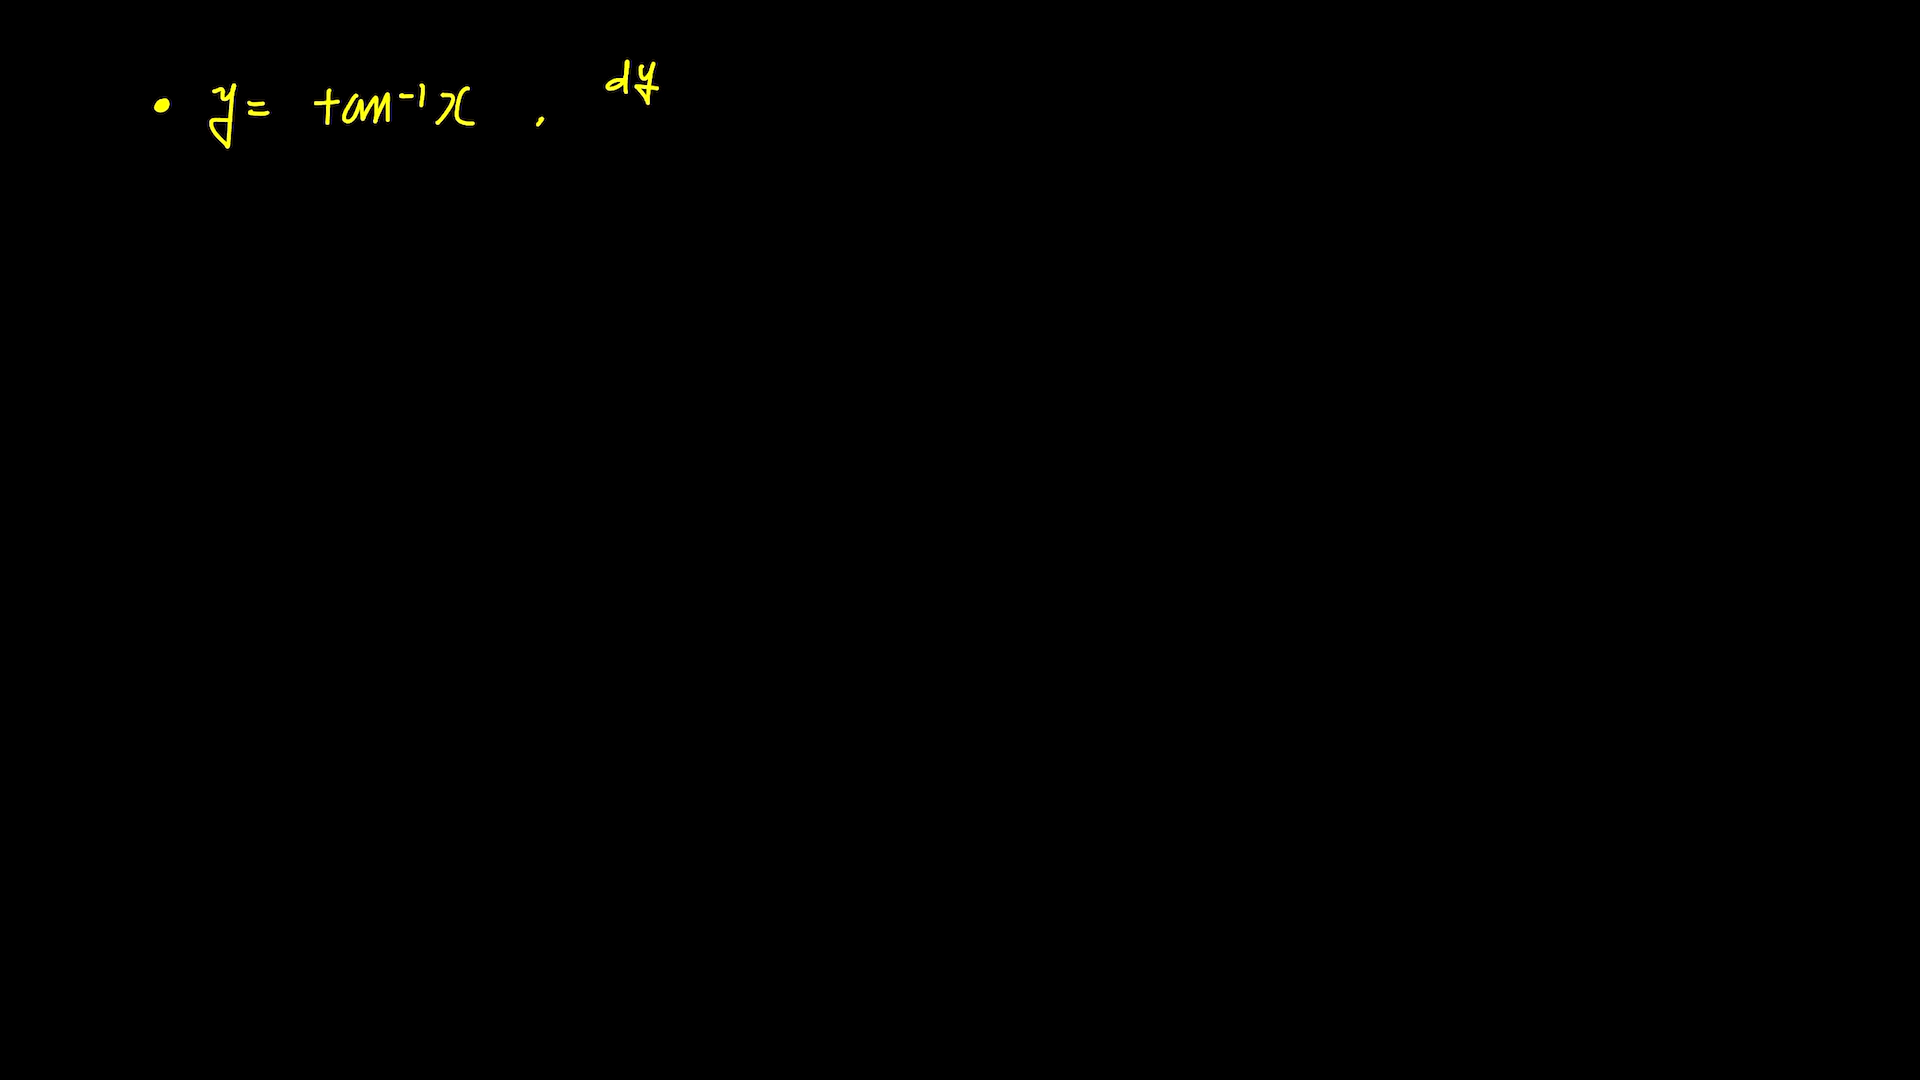 • y = tan⁻¹x , dy